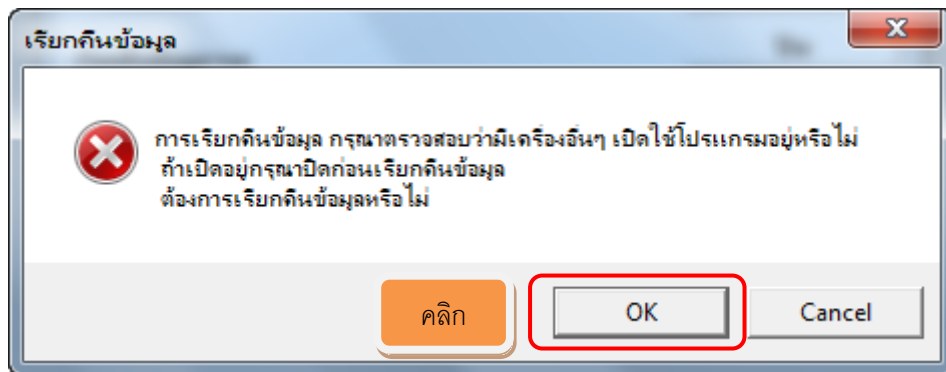 เรียกคืนข้อมูล
การเรียกคืนข้อมูล กรุณาตรวจสอบว่ามีเครื่องอื่นๆ เปิดใช้โปรแกรมอยู่หรือไม่
ถ้าเปิดอยู่กรุณาปิดก่อนเรียกคืนข้อมูล
ต้องการเรียกคืนข้อมูลหรือไม่
คลิก OK Cancel